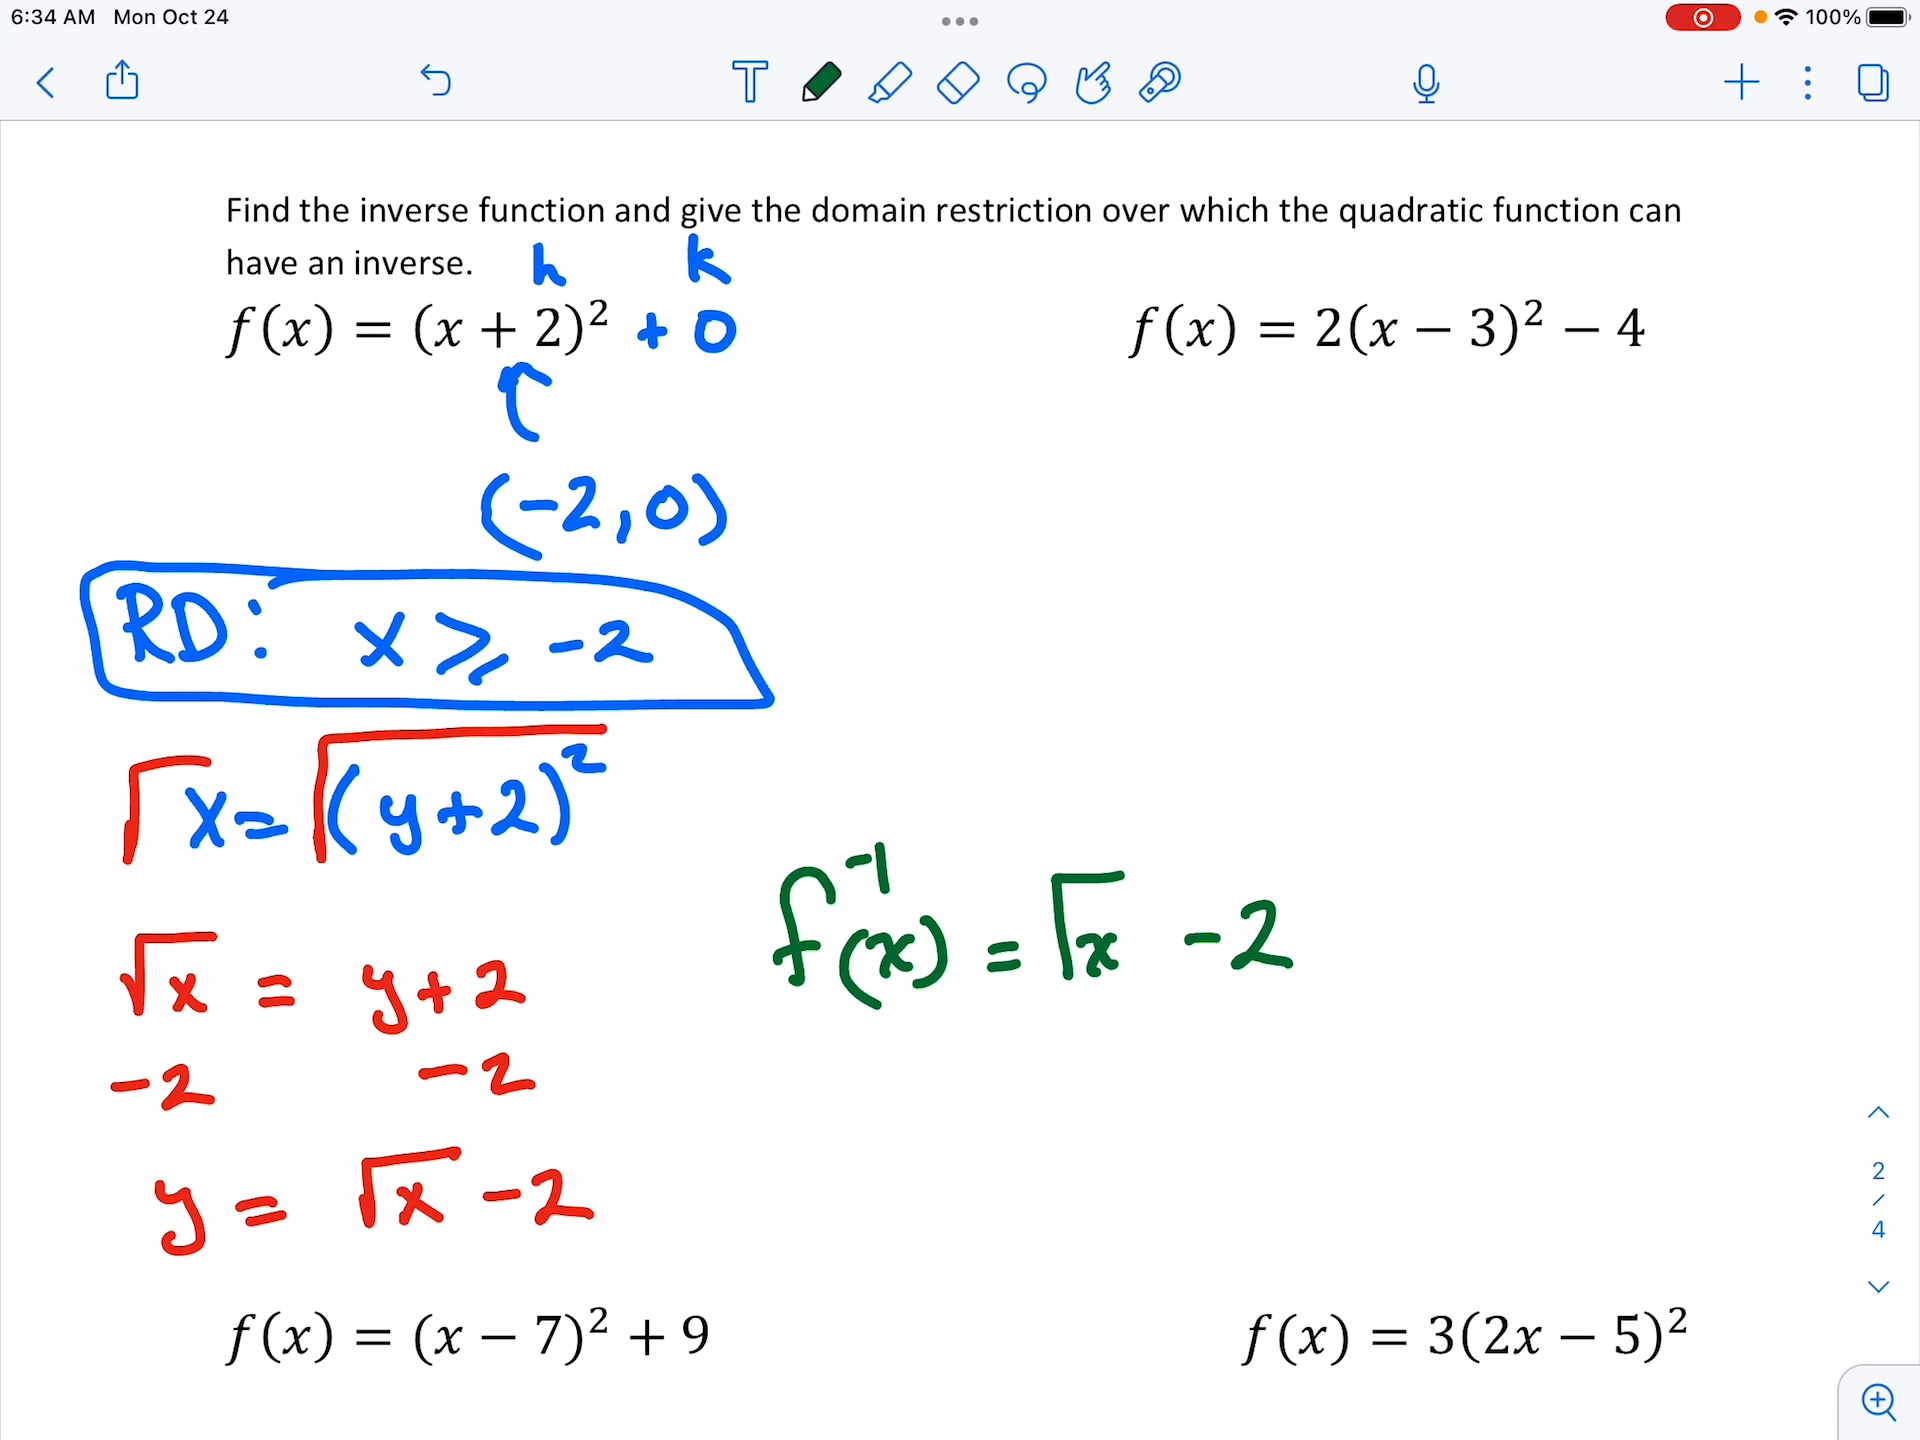 6:34 AM Mon Oct 24
100%
T
Find the inverse function and give the domain restriction over which the quadratic function can
have an inverse.
h k
f(x) = (x + 2)² + 0
f(x) = 2(x − 3)² − 4
(-2,0)
RD: x ≥ -2
√x = √(y+2)²
√x = y+2
-2 -2
y = √x -2
f⁻¹(x) = √x -2
2
/
4
f(x) = (x − 7)² + 9
f(x) = 3(2x − 5)²